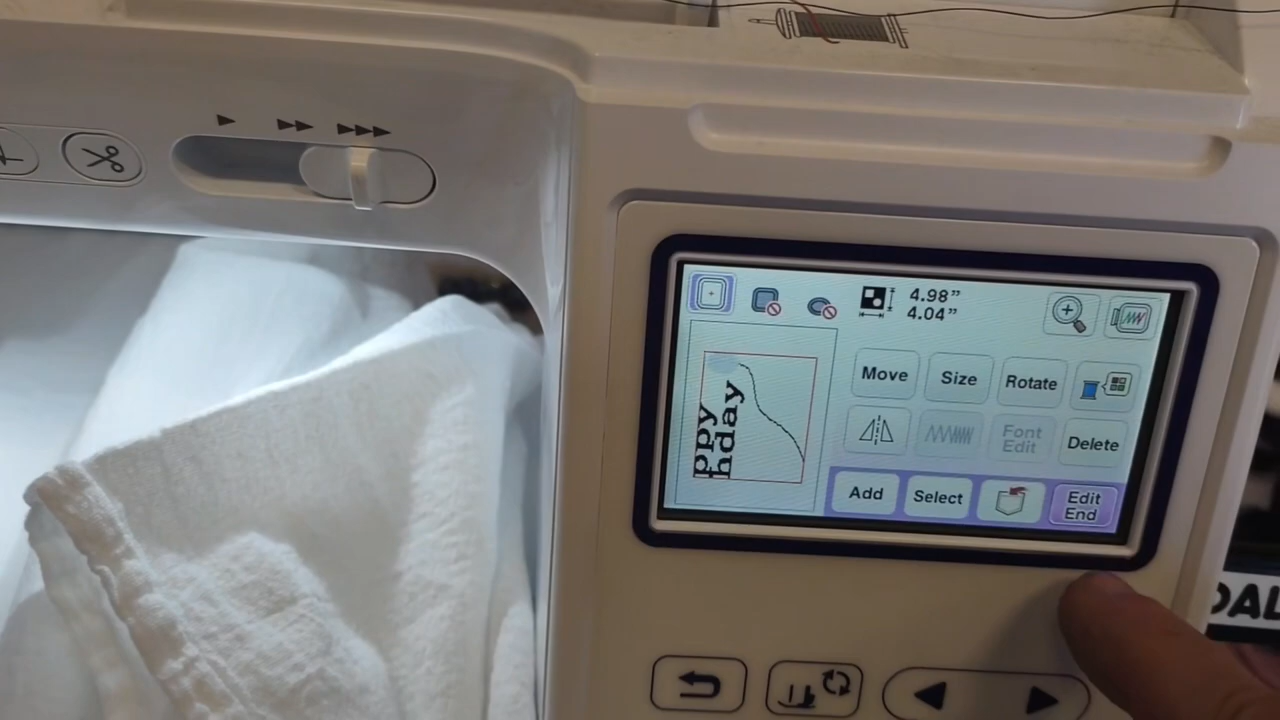 4.98”
4.04”
Move
Size
Rotate
ppy
hday
Font
Edit
Delete
Add
Select
Edit
End